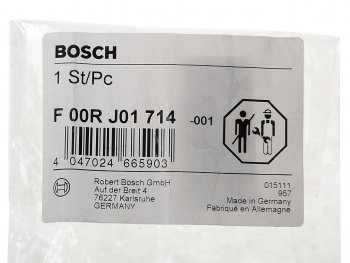 BOSCH
1 St/Pc
F 00R J01 714 -001
4 047024 665903
Robert Bosch GmbH
Auf der Breit 4
76227 Karlsruhe
GERMANY
015111
957
Made in Germany
Fabriqué en Allemagne